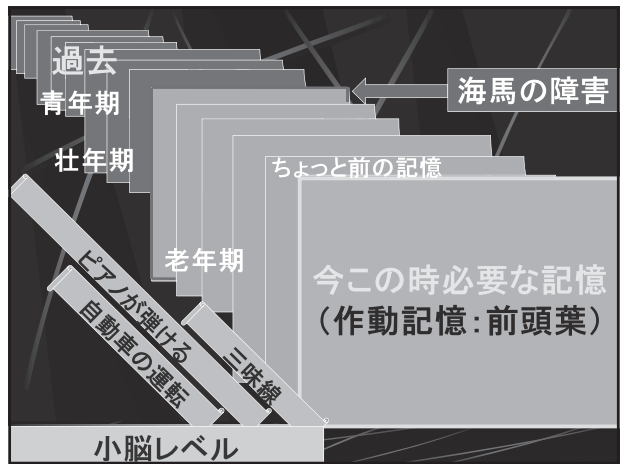 過去
海馬の障害
青年期
壮年期
ちょっと前の記憶
老年期
今この時必要な記憶
（作動記憶：前頭葉）
ピアノが弾ける
自動車の運転
三味線
小脳レベル